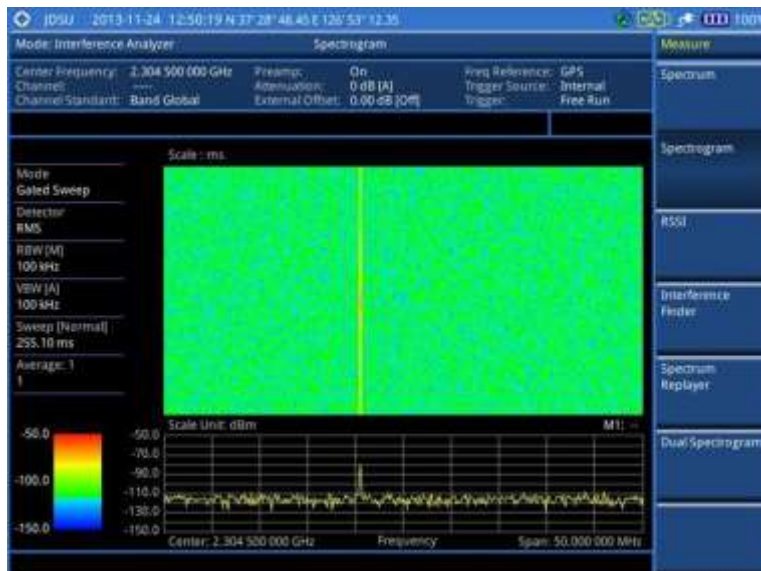 JDSU 2013-11-24 12:50:19 N 37° 28' 48.45 E 126° 53' 12.35 100%
Mode: Interference Analyzer Spectrogram Measure
Center Frequency: 2.304 500 000 GHz Preamp: On Freq Reference: GPS
Channel: ---- Attenuation: 0 dB [A] Trigger Source: Internal
Channel Standard: Band Global External Offset: 0.00 dB [Off] Trigger: Free Run
Spectrum
Spectrogram
RSSI
Interference
Finder
Spectrum
Replayer
Dual Spectrogram
Scale : ms
Mode
Gated Sweep
Detector
RMS
RBW [M]
100 kHz
VBW [A]
100 kHz
Sweep [Normal]
255.10 ms
Average: 1
1
Scale Unit: dBm M1: --
-50.0
-100.0
-150.0
-50.0
-70.0
-90.0
-110.0
-130.0
-150.0
Center: 2.304 500 000 GHz Frequency Span: 50.000 000 MHz